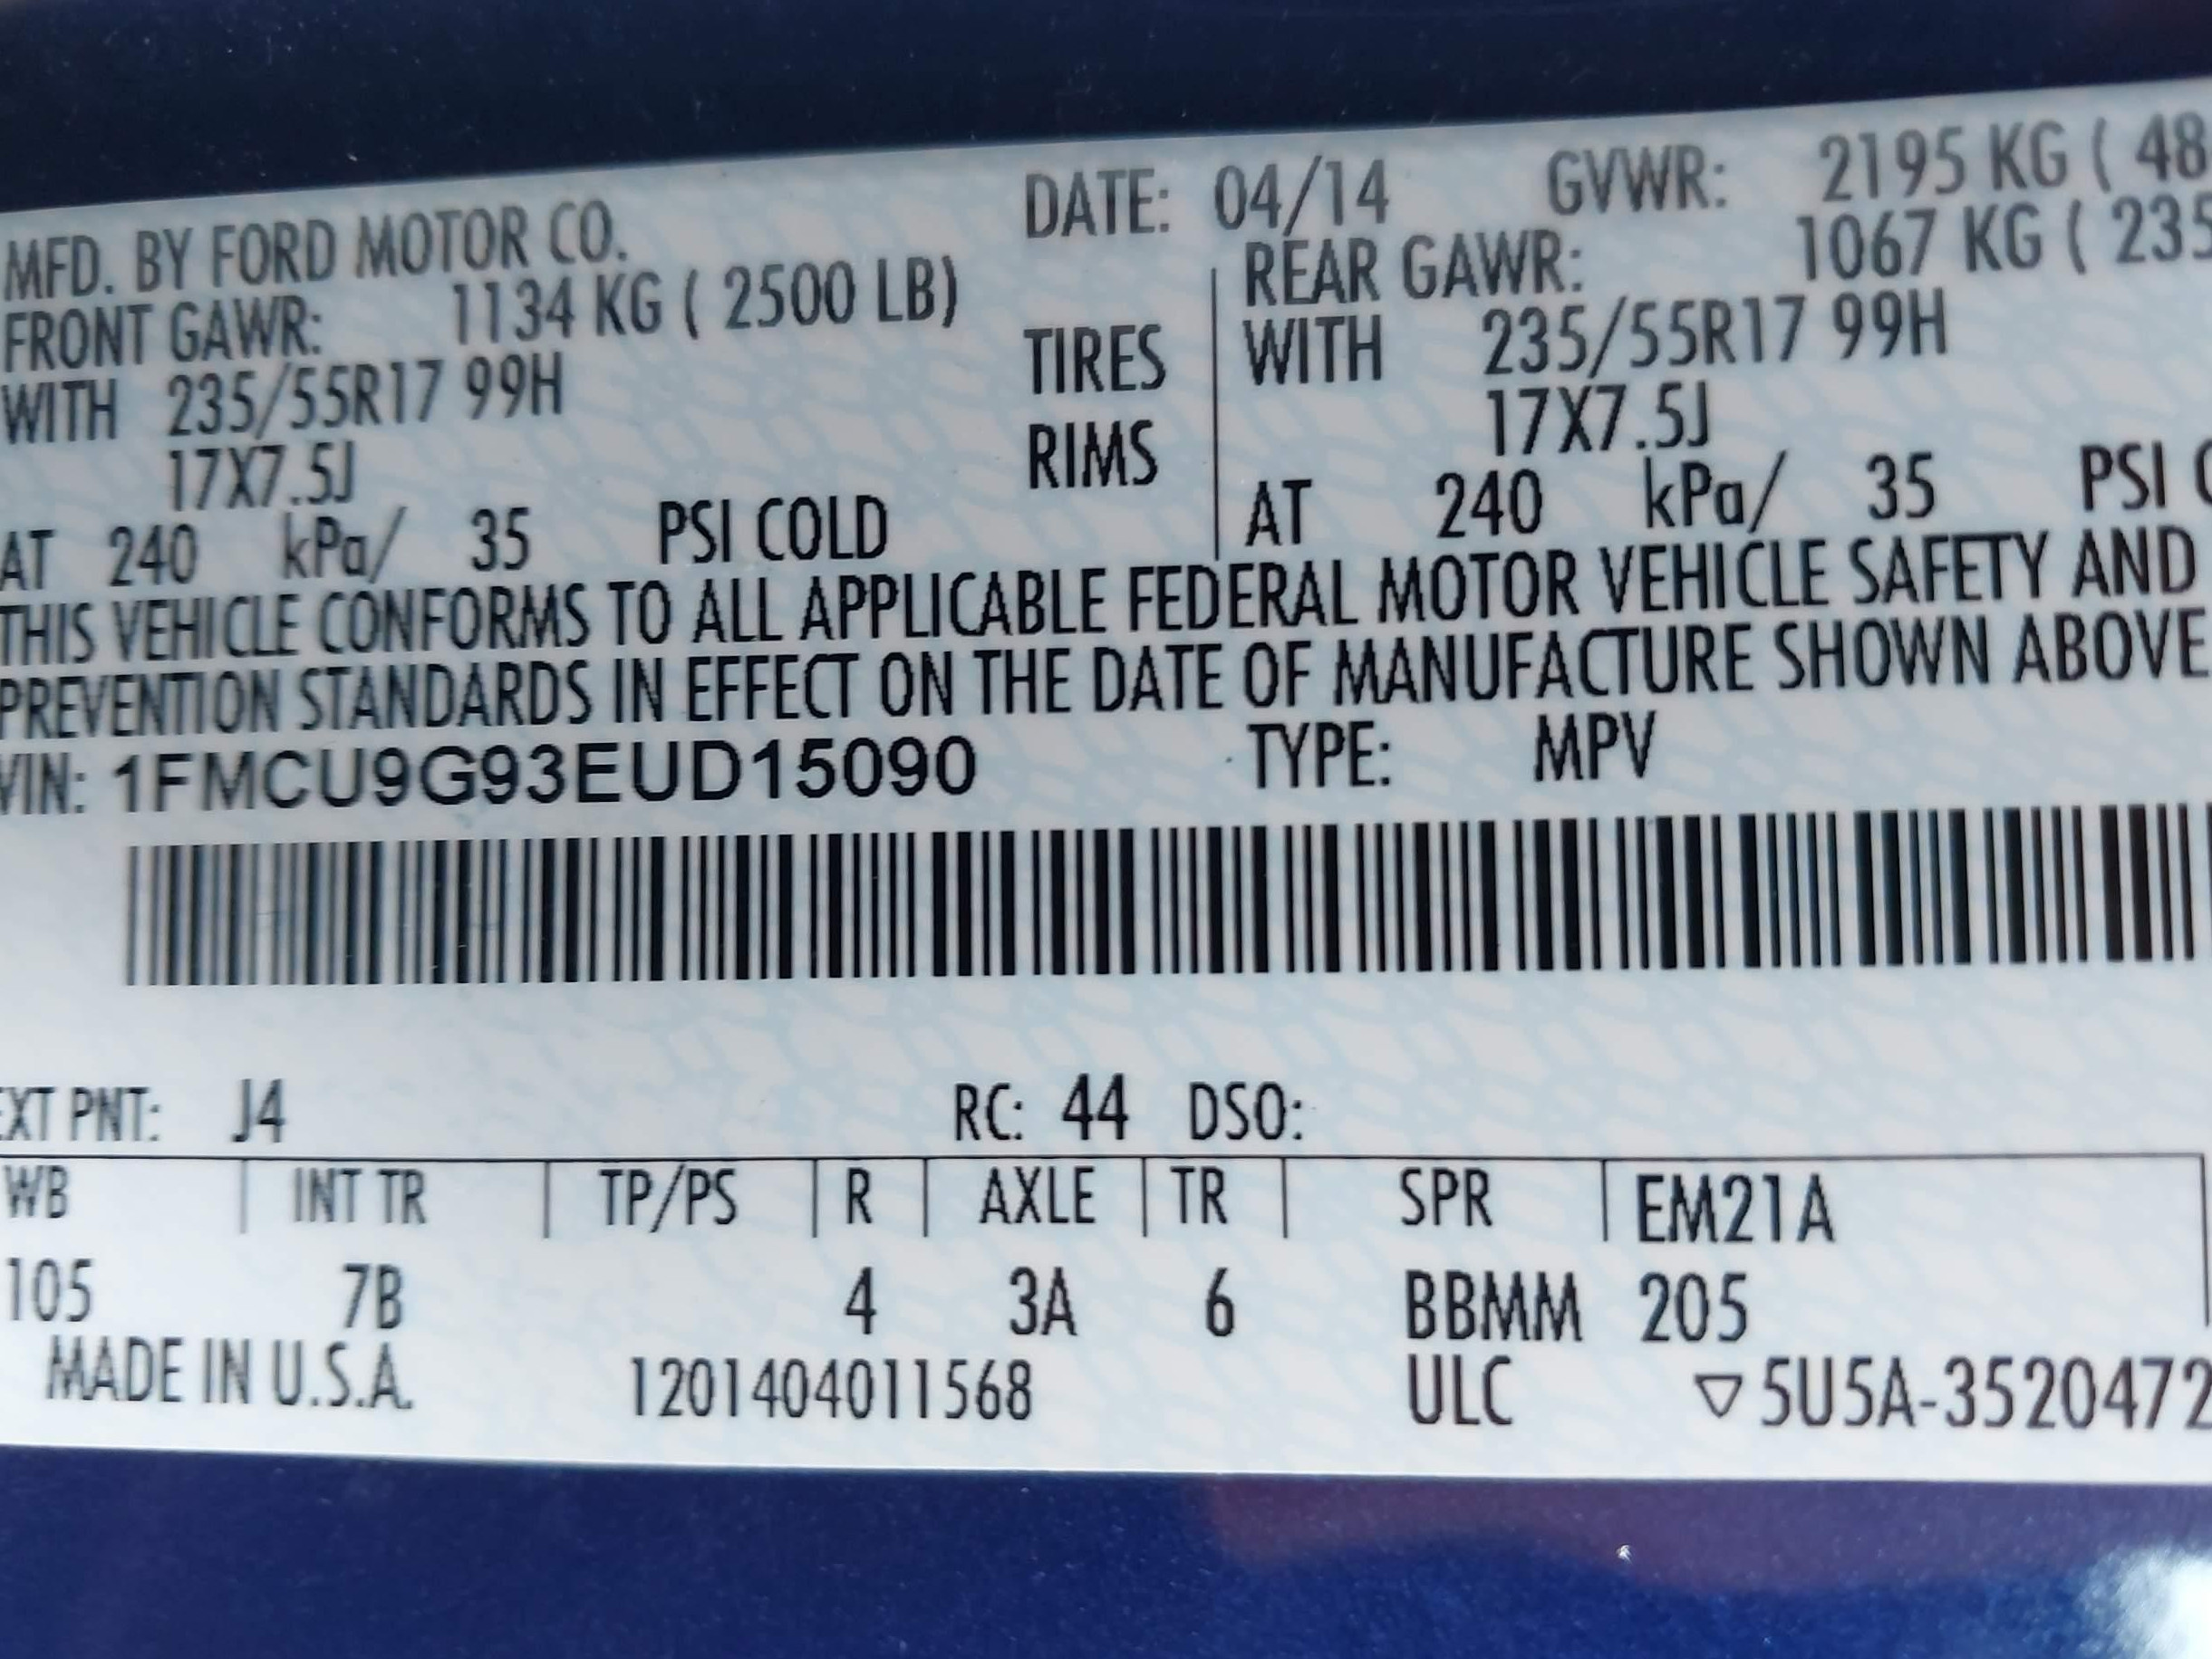 MFD. BY FORD MOTOR CO. DATE: 04/14 GVWR: 2195 KG ( 48
FRONT GAWR: 1134 KG ( 2500 LB) REAR GAWR: 1067 KG ( 235
WITH 235/55R17 99H TIRES WITH 235/55R17 99H
17X7.5J RIMS 17X7.5J
AT 240 kPa/ 35 PSI COLD AT 240 kPa/ 35 PSI
THIS VEHICLE CONFORMS TO ALL APPLICABLE FEDERAL MOTOR VEHICLE SAFETY AND
PREVENTION STANDARDS IN EFFECT ON THE DATE OF MANUFACTURE SHOWN ABOVE
VIN: 1FMCU9G93EUD15090 TYPE: MPV
EXT PNT: J4 RC: 44 DSO:
WB INT TR TP/PS R AXLE TR SPR EM21A
105 7B 4 3A 6 BBMM 205
MADE IN U.S.A. 1201404011568 ULC ▽5U5A-3520472